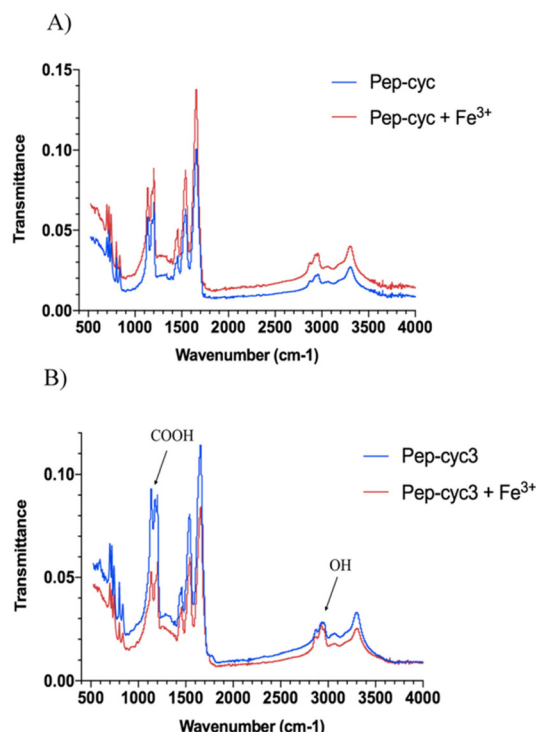 A)
0.15
Pep-cyc
Pep-cyc + Fe³⁺
0.10
Transmittance
0.05
0.00
500 1000 1500 2000 2500 3000 3500 4000
Wavenumber (cm-1)
B)
COOH
Pep-cyc3
0.10
Pep-cyc3 + Fe³⁺
Transmittance
OH
0.05
0.00
500 1000 1500 2000 2500 3000 3500 4000
Wavenumber (cm-1)